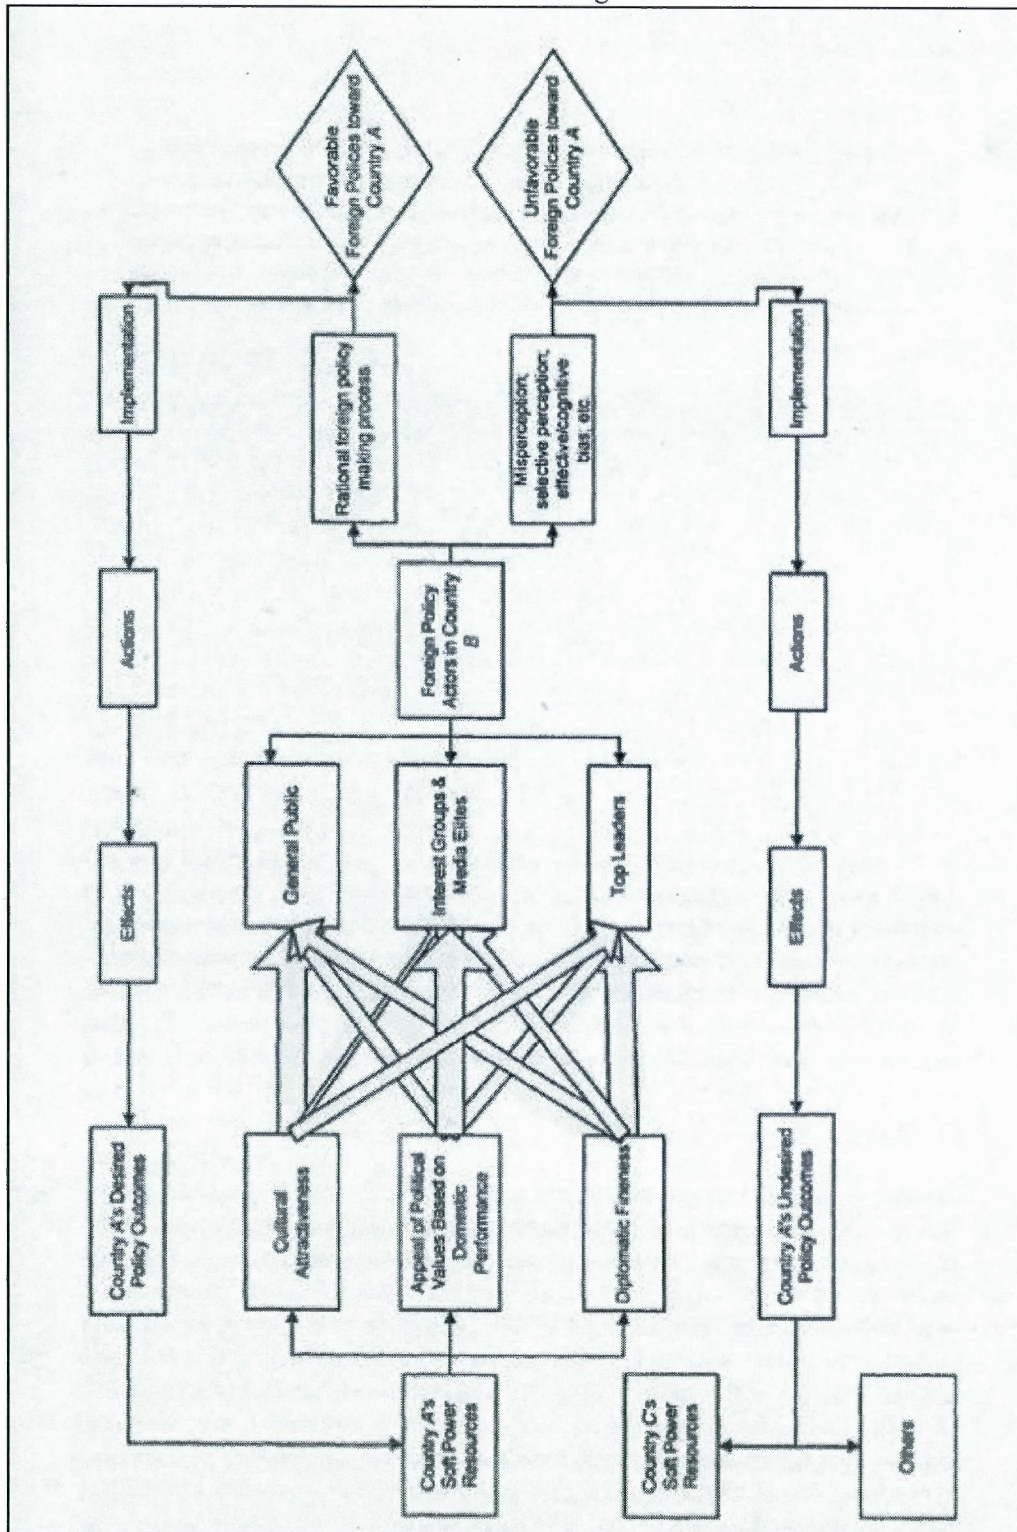 Country A's Desired
Policy Outcomes
Effects
Actions
Implementation
Cultural
Attractiveness
General Public
Rational foreign policy
making process
Favorable
Foreign Polices toward
Country A
Country A's
Soft Power
Resources
Appeal of Political
Values Based on
Domestic
Performance
Interest Groups &
Media Elites
Foreign Policy
Actors in Country
B
Misperception;
selective perception;
effective/cognitive
bias, etc.
Unfavorable
Foreign Polices toward
Country A
Diplomatic Fineness
Top Leaders
Country C's
Soft Power
Resources
Country A's Undesired
Policy Outcomes
Effects
Actions
Implementation
Others